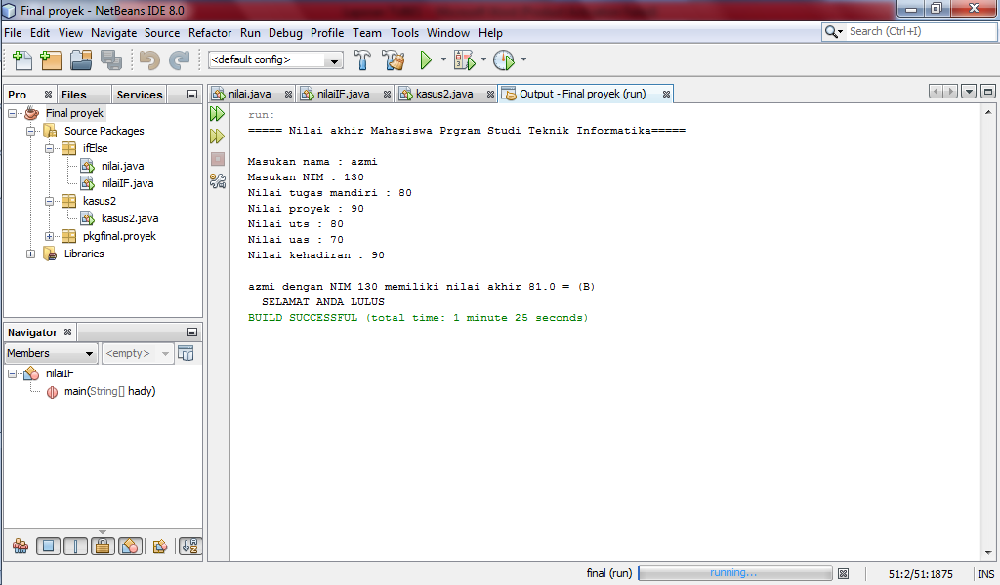 Final proyek - NetBeans IDE 8.0
File Edit View Navigate Source Refactor Run Debug Profile Team Tools Window Help
Search (Ctrl+I)
<default config>
Pro... Files Services
Final proyek
Source Packages
ifElse
nilai.java
nilaiIF.java
kasus2
kasus2.java
pkgfinal.proyek
Libraries
Navigator
Members <empty>
nilaiIF
main(String[] hady)
nilai.java nilaiIF.java kasus2.java Output - Final proyek (run)
run:
===== Nilai akhir Mahasiswa Prgram Studi Teknik Informatika=====
Masukan nama : azmi
Masukan NIM : 130
Nilai tugas mandiri : 80
Nilai proyek : 90
Nilai uts : 80
Nilai uas : 70
Nilai kehadiran : 90
azmi dengan NIM 130 memiliki nilai akhir 81.0 = (B)
SELAMAT ANDA LULUS
BUILD SUCCESSFUL (total time: 1 minute 25 seconds)
final (run) running... 51:2/51:1875 INS